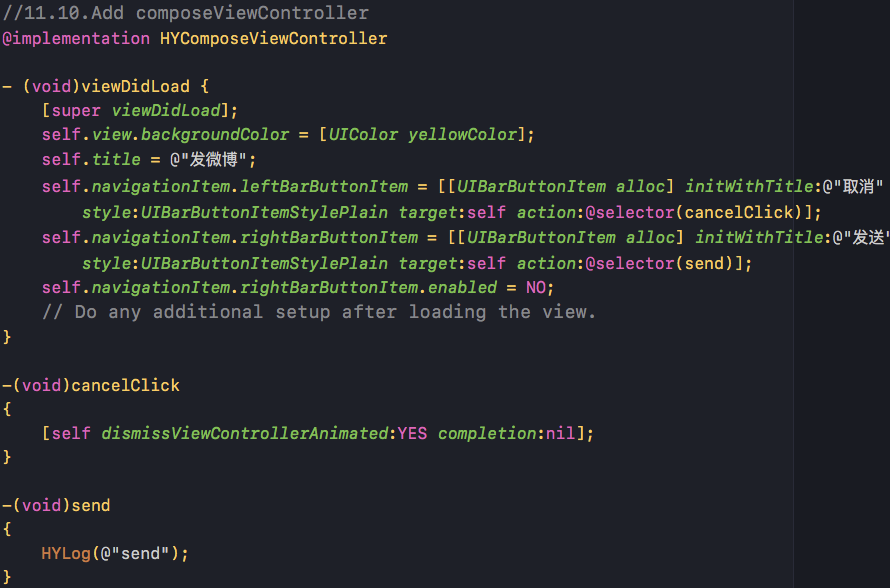 //11.10.Add composeViewController
@implementation HYComposeViewController
- (void)viewDidLoad {
[super viewDidLoad];
self.view.backgroundColor = [UIColor yellowColor];
self.title = @"发微博";
self.navigationItem.leftBarButtonItem = [[UIBarButtonItem alloc] initWithTitle:@"取消"
style:UIBarButtonItemStylePlain target:self action:@selector(cancelClick)];
self.navigationItem.rightBarButtonItem = [[UIBarButtonItem alloc] initWithTitle:@"发送"
style:UIBarButtonItemStylePlain target:self action:@selector(send)];
self.navigationItem.rightBarButtonItem.enabled = NO;
// Do any additional setup after loading the view.
}
-(void)cancelClick
{
[self dismissViewControllerAnimated:YES completion:nil];
}
-(void)send
{
HYLog(@"send");
}